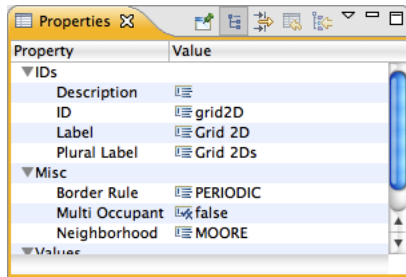 Properties
Property Value
IDs
Description
ID grid2D
Label Grid 2D
Plural Label Grid 2Ds
Misc
Border Rule PERIODIC
Multi Occupant false
Neighborhood MOORE
Values